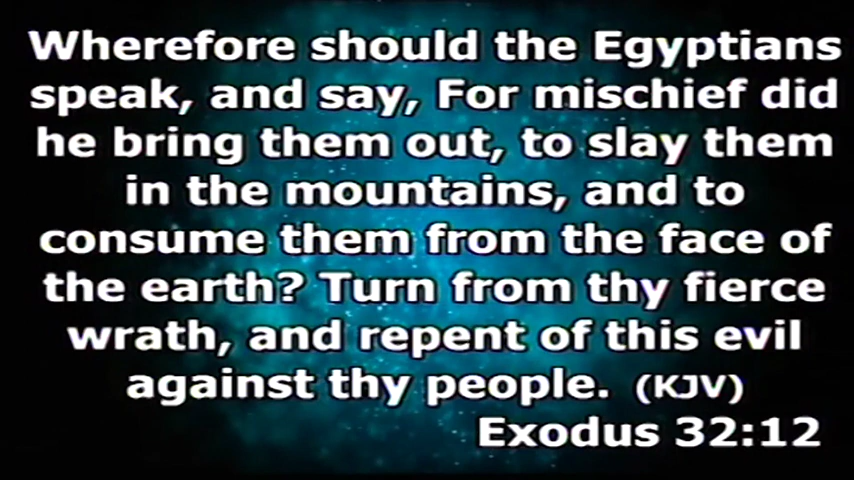 Wherefore should the Egyptians
speak, and say, For mischief did
he bring them out, to slay them
in the mountains, and to
consume them from the face of
the earth? Turn from thy fierce
wrath, and repent of this evil
against thy people. (KJV)
Exodus 32:12